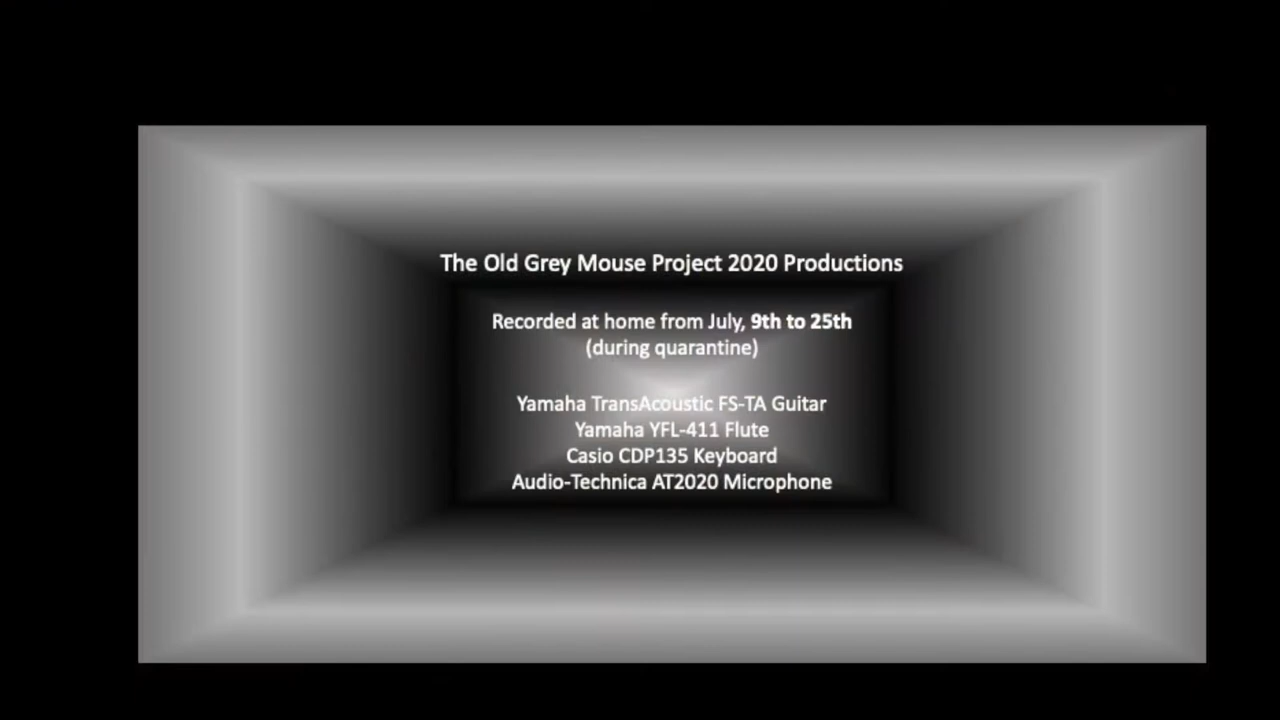 The Old Grey Mouse Project 2020 Productions
Recorded at home from July, 9th to 25th
(during quarantine)
Yamaha TransAcoustic FS-TA Guitar
Yamaha YFL-411 Flute
Casio CDP135 Keyboard
Audio-Technica AT2020 Microphone